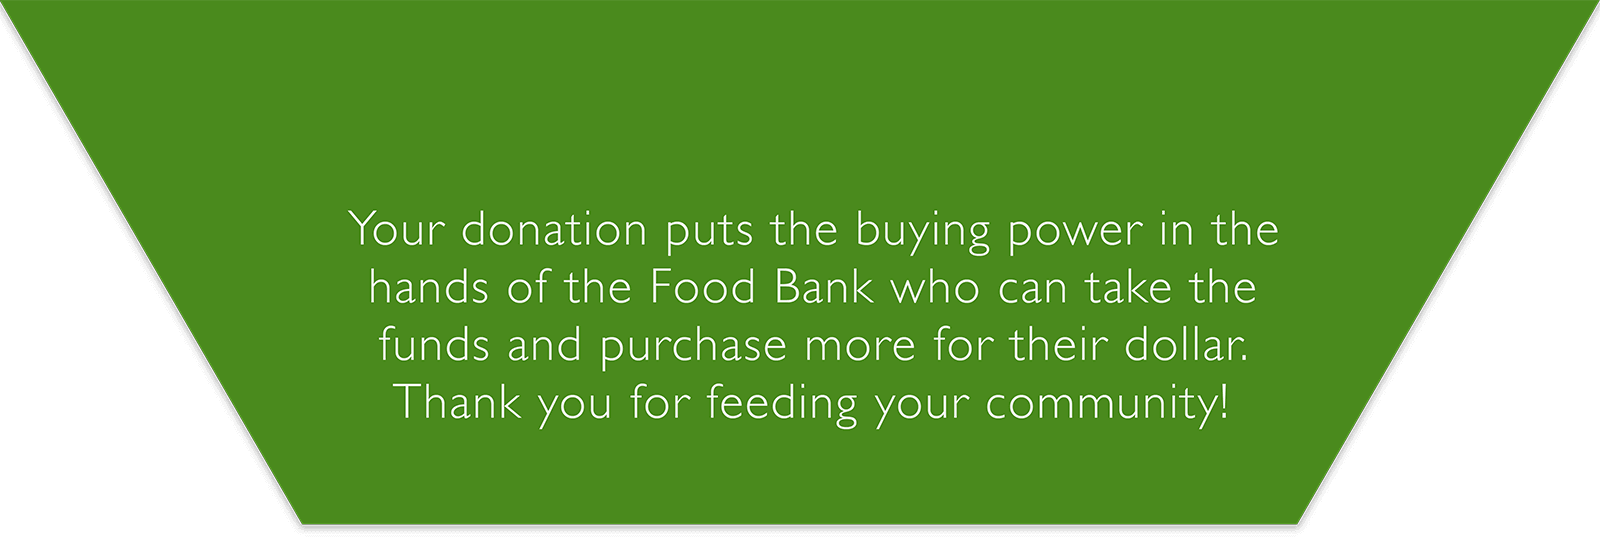 Your donation puts the buying power in the
hands of the Food Bank who can take the
funds and purchase more for their dollar.
Thank you for feeding your community!